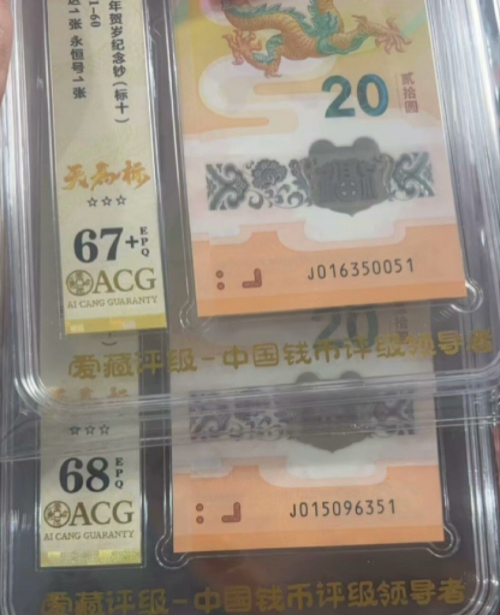 年贺岁纪念钞（标十）
1-60
1张 永恒号1张
20
贰拾圆
天高标
☆☆☆
67+ EPQ
ACG
AI CANG GUARANTY
J016350051
爱藏评级-中国钱币评级领导者
20
☆☆☆
68 EPQ
ACG
AI CANG GUARANTY
J015096351
爱藏评级-中国钱币评级领导者